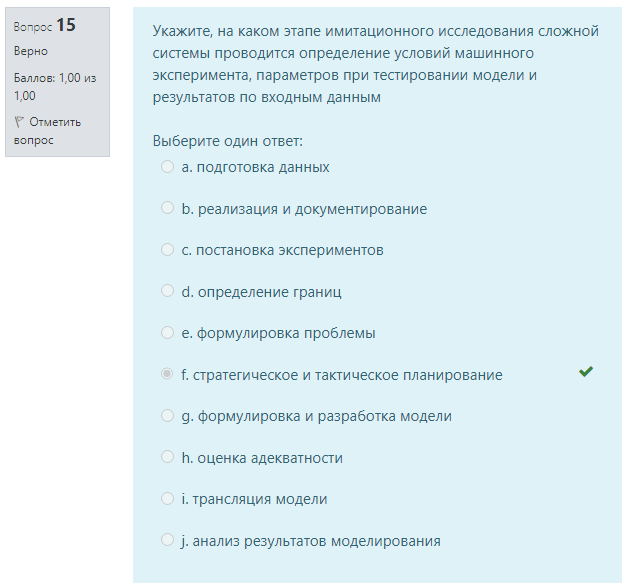 Вопрос 15
Верно
Баллов: 1,00 из
1,00
Отметить
вопрос
Укажите, на каком этапе имитационного исследования сложной
системы проводится определение условий машинного
эксперимента, параметров при тестировании модели и
результатов по входным данным
Выберите один ответ:
a. подготовка данных
b. реализация и документирование
c. постановка экспериментов
d. определение границ
e. формулировка проблемы
f. стратегическое и тактическое планирование
g. формулировка и разработка модели
h. оценка адекватности
i. трансляция модели
j. анализ результатов моделирования